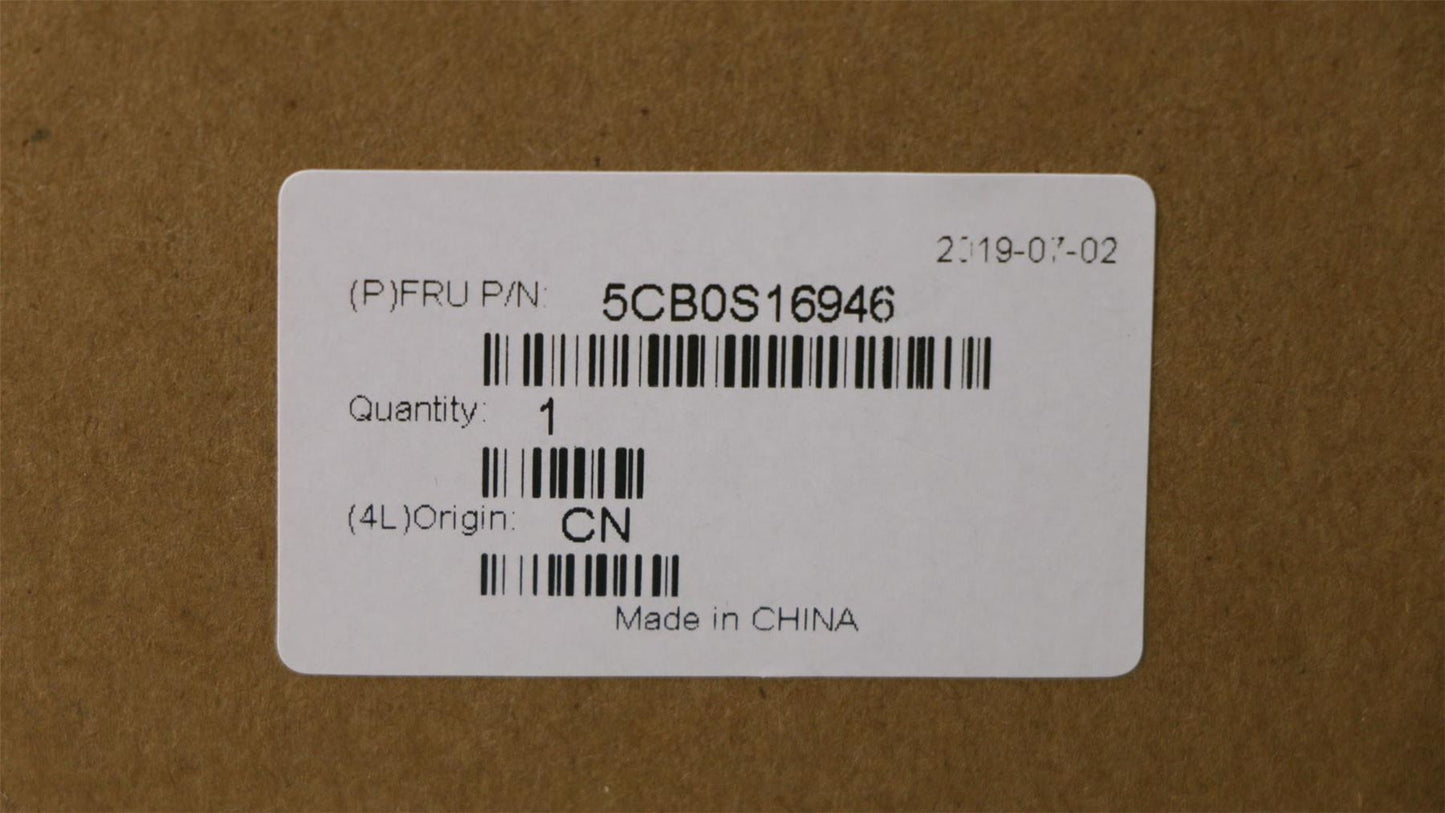 2019-07-02
(P)FRU P/N: 5CB0S16946
Quantity: 1
(4L)Origin: CN
Made in CHINA